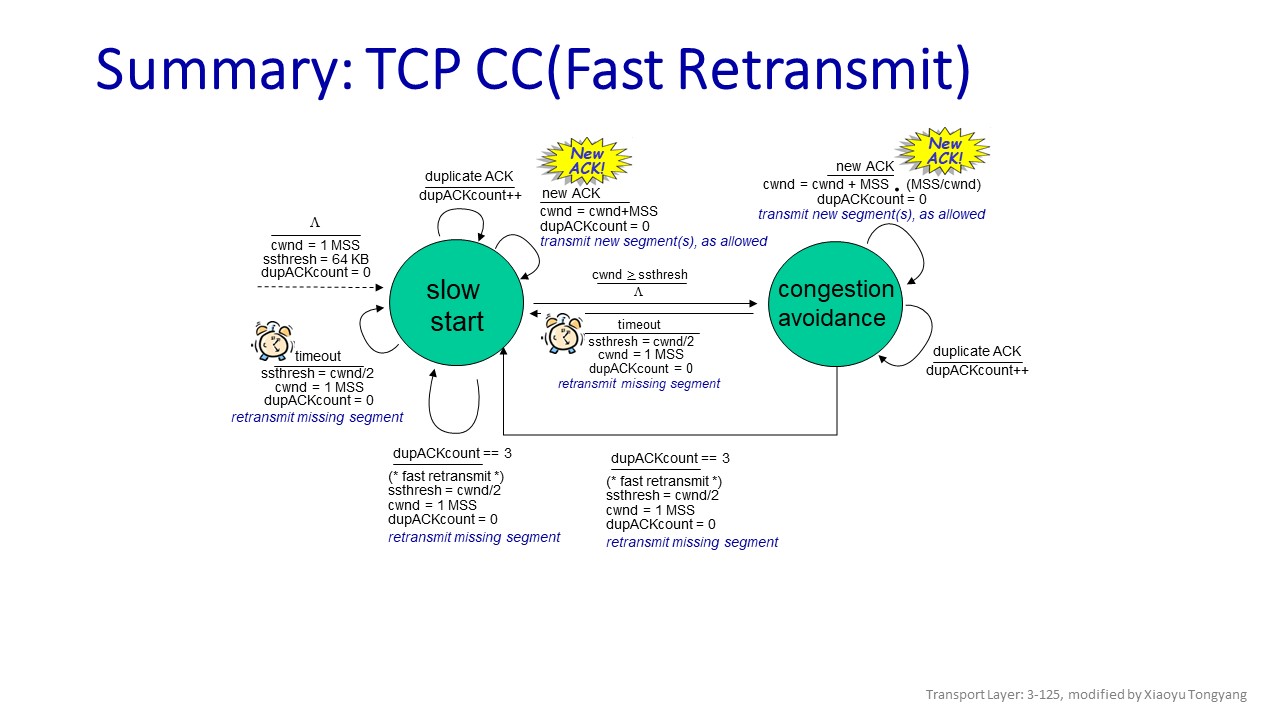 Summary: TCP CC(Fast Retransmit)
duplicate ACK
dupACKcount++
New
ACK!
new ACK
cwnd = cwnd+MSS
dupACKcount = 0
transmit new segment(s), as allowed
New
ACK!
new ACK
cwnd = cwnd + MSS . (MSS/cwnd)
dupACKcount = 0
transmit new segment(s), as allowed
Λ
cwnd = 1 MSS
ssthresh = 64 KB
dupACKcount = 0
slow
start
cwnd ≥ ssthresh
Λ
congestion
avoidance
timeout
ssthresh = cwnd/2
cwnd = 1 MSS
dupACKcount = 0
retransmit missing segment
timeout
ssthresh = cwnd/2
cwnd = 1 MSS
dupACKcount = 0
retransmit missing segment
duplicate ACK
dupACKcount++
dupACKcount == 3
(* fast retransmit *)
ssthresh = cwnd/2
cwnd = 1 MSS
dupACKcount = 0
retransmit missing segment
dupACKcount == 3
(* fast retransmit *)
ssthresh = cwnd/2
cwnd = 1 MSS
dupACKcount = 0
retransmit missing segment
Transport Layer: 3-125, modified by Xiaoyu Tongyang